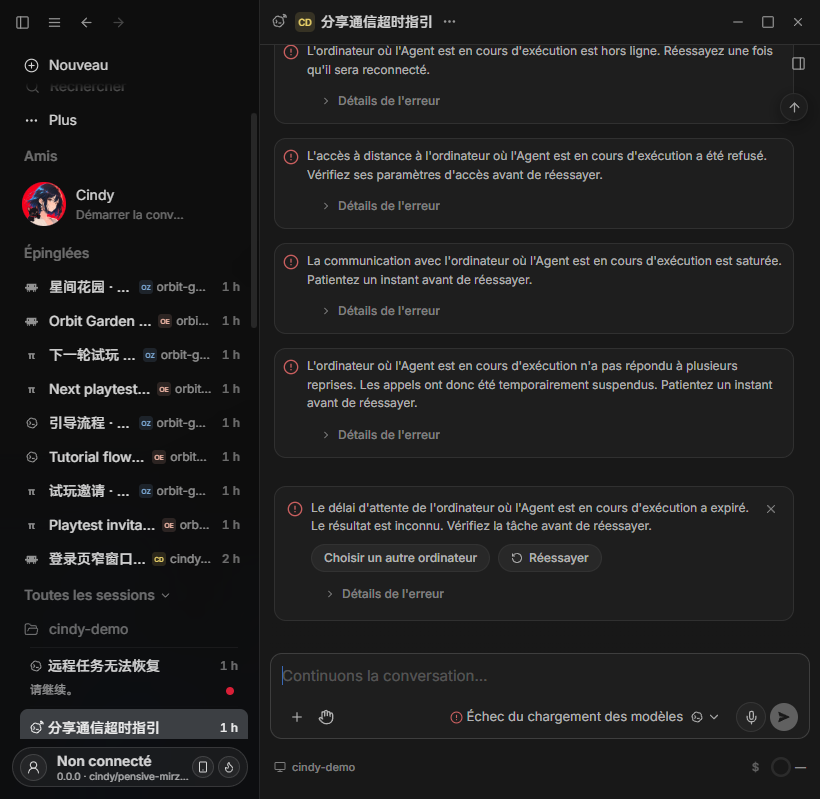 Nouveau
Rechercher
Plus
Amis
Cindy
Démarrer la conv...
Épinglées
星间花园 · ... OZ orbit-g... 1 h
Orbit Garden ... OE orbi... 1 h
下一轮试玩 ... OZ orbit-g... 1 h
Next playtest... OE orbit... 1 h
引导流程 · ... OZ orbit-g... 1 h
Tutorial flow... OE orbit... 1 h
试玩邀请 · ... OZ orbit-g... 1 h
Playtest invita... OE orb... 1 h
登录页窄窗口... CD cindy... 2 h
Toutes les sessions
cindy-demo
远程任务无法恢复 1 h
请继续。
分享通信超时指引 1 h
Non connecté
0.0.0 · cindy/pensive-mirz...
CD 分享通信超时指引 ···
L'ordinateur où l'Agent est en cours d'exécution est hors ligne. Réessayez une fois
qu'il sera reconnecté.
Détails de l'erreur
L'accès à distance à l'ordinateur où l'Agent est en cours d'exécution a été refusé.
Vérifiez ses paramètres d'accès avant de réessayer.
Détails de l'erreur
La communication avec l'ordinateur où l'Agent est en cours d'exécution est saturée.
Patientez un instant avant de réessayer.
Détails de l'erreur
L'ordinateur où l'Agent est en cours d'exécution n'a pas répondu à plusieurs
reprises. Les appels ont donc été temporairement suspendus. Patientez un instant
avant de réessayer.
Détails de l'erreur
Le délai d'attente de l'ordinateur où l'Agent est en cours d'exécution a expiré.
Le résultat est inconnu. Vérifiez la tâche avant de réessayer.
Choisir un autre ordinateur Réessayer
Détails de l'erreur
Continuons la conversation...
Échec du chargement des modèles
cindy-demo $ —